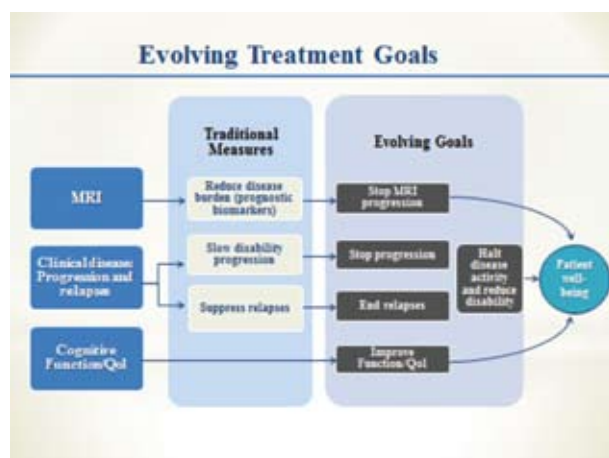 Evolving Treatment Goals
Traditional
Measures
Evolving Goals
MRI
Reduce disease
burden (prognostic
biomarkers)
Stop MRI
progression
Clinical disease:
Progression and
relapses
Slow disability
progression
Stop progression
Suppress relapses
End relapses
Halt
disease
activity
and reduce
disability
Patient
well-
being
Cognitive
Function/Qol
Improve
Function/Qol